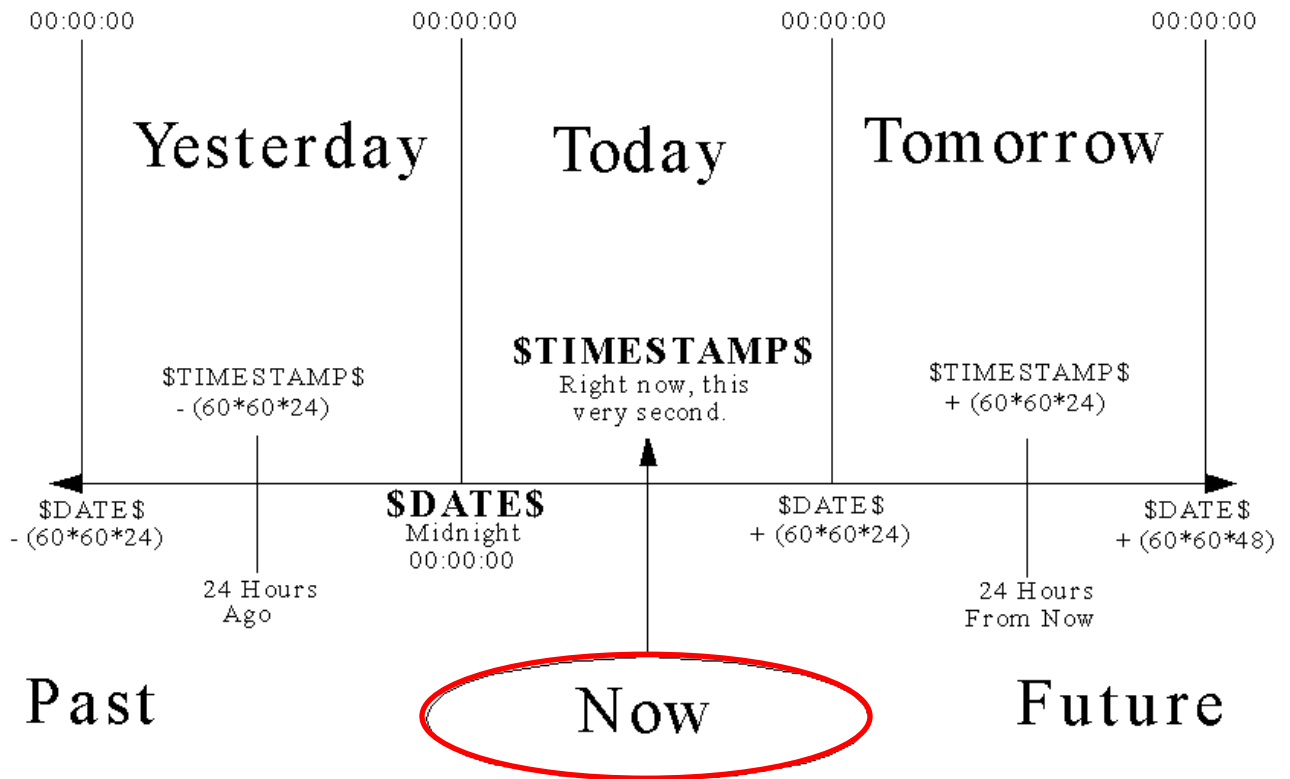 00:00:00
00:00:00
00:00:00
00:00:00
Yesterday
Today
Tomorrow
$TIMESTAMP$
Right now, this
very second.
$TIMESTAMP$
- (60*60*24)
$TIMESTAMP$
+ (60*60*24)
$DATE$
- (60*60*24)
$DATE$
Midnight
00:00:00
$DATE$
+ (60*60*24)
$DATE$
+ (60*60*48)
24 Hours
Ago
24 Hours
From Now
Past
Now
Future